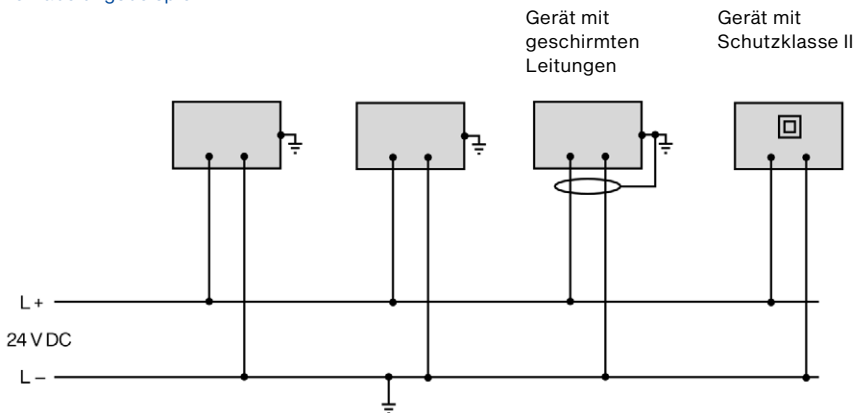 Gerät mit
geschirmten
Leitungen
Gerät mit
Schutzklasse II
L+
24 V DC
L–